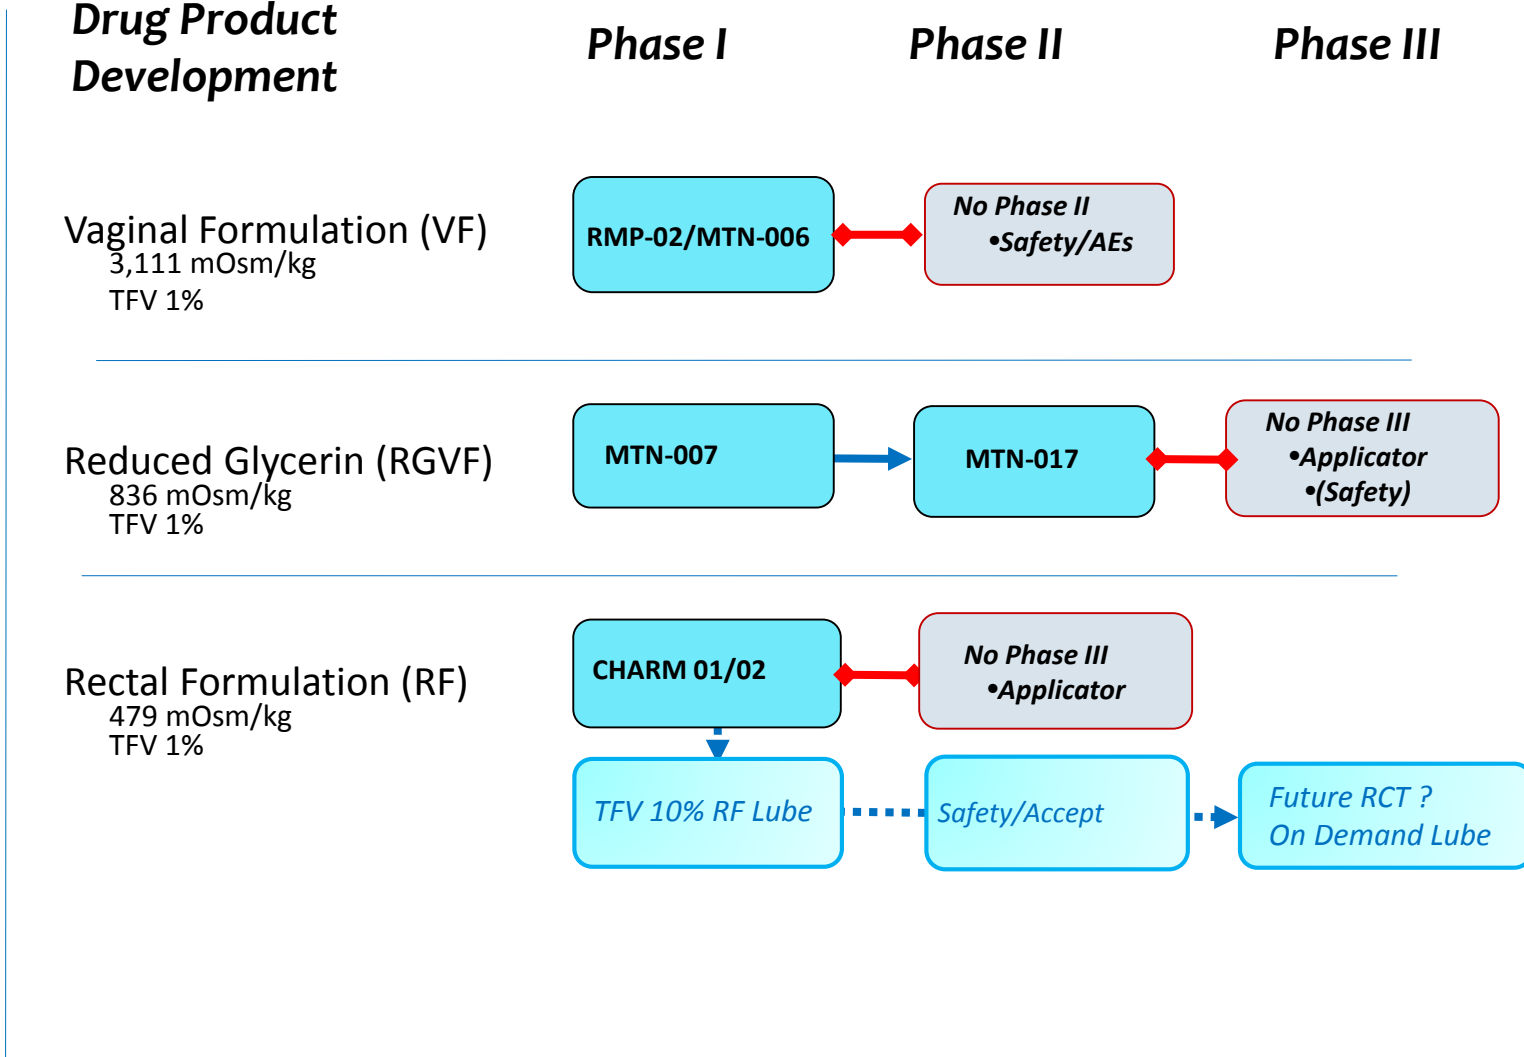 Drug Product
Development
Phase I
Phase II
Phase III
Vaginal Formulation (VF)
3,111 mOsm/kg
TFV 1%
RMP-02/MTN-006
No Phase II
•Safety/AEs
Reduced Glycerin (RGVF)
836 mOsm/kg
TFV 1%
MTN-007
MTN-017
No Phase III
•Applicator
•(Safety)
Rectal Formulation (RF)
479 mOsm/kg
TFV 1%
CHARM 01/02
No Phase III
•Applicator
TFV 10% RF Lube
Safety/Accept
Future RCT ?
On Demand Lube